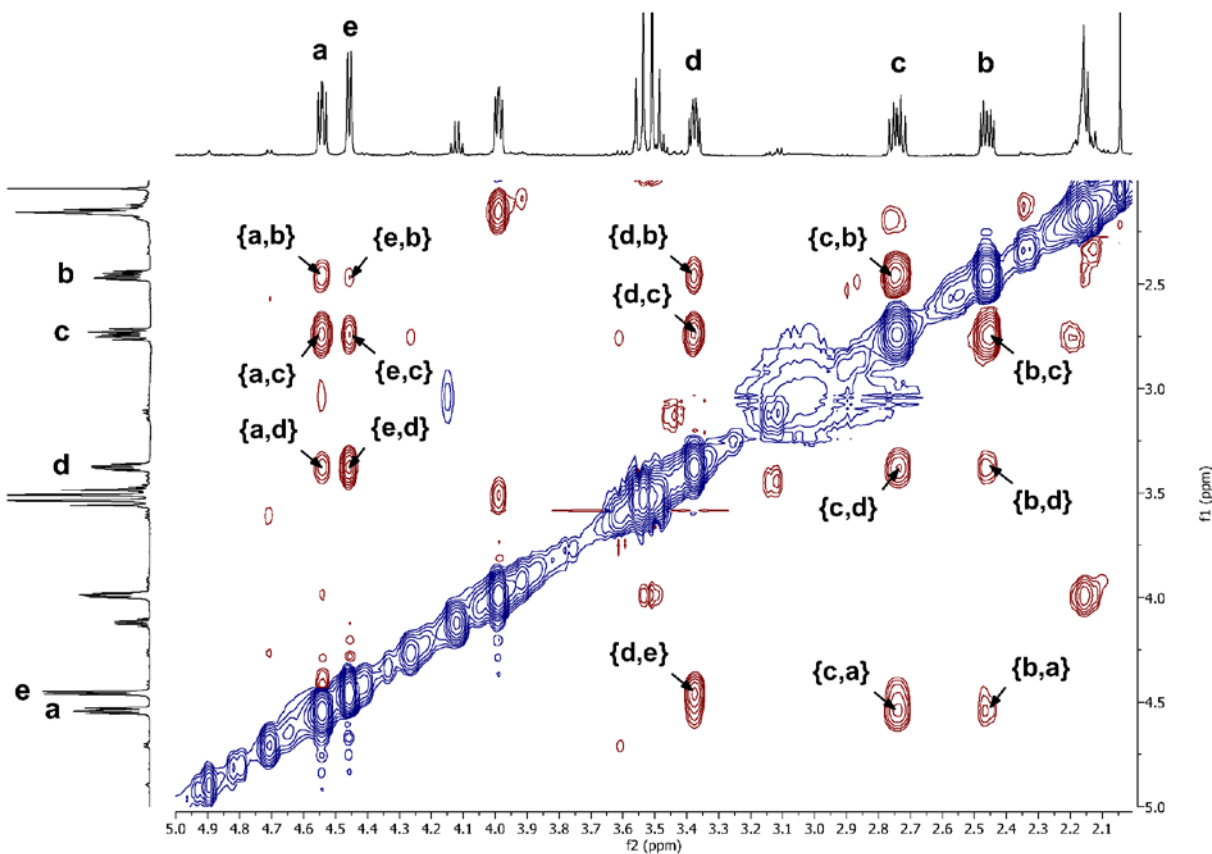 a e d c b
b
c
d
e
a
{a,b} {e,b} {d,b} {c,b}
{d,c}
{a,c} {e,c} {b,c}
{a,d} {e,d}
{c,d} {b,d}
{d,e} {c,a} {b,a}
2.5
3.0
3.5
4.0
4.5
5.0
f1 (ppm)
5.0 4.9 4.8 4.7 4.6 4.5 4.4 4.3 4.2 4.1 4.0 3.9 3.8 3.7 3.6 3.5 3.4 3.3 3.2 3.1 3.0 2.9 2.8 2.7 2.6 2.5 2.4 2.3 2.2 2.1
f2 (ppm)